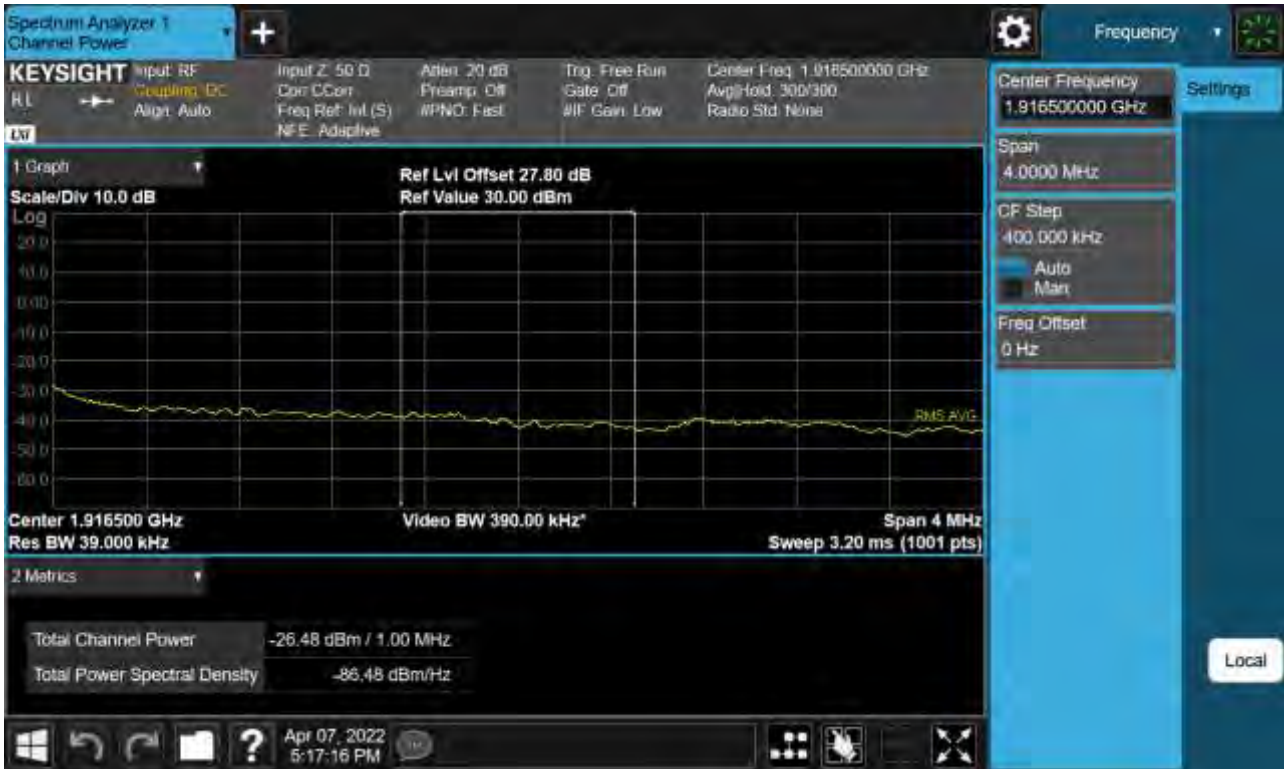 Spectrum Analyzer 1
Channel Power
Frequency
KEYSIGHT Input: RF
RL Coupling: DC
Align: Auto
LXI
Input Z: 50 Ω
Corr CCorr
Freq Ref: Int (S)
NFE: Adaptive
Atten: 20 dB
Preamp: Off
#PNO: Fast
Trig: Free Run
Gate: Off
#IF Gain: Low
Center Freq: 1.916500000 GHz
Avg|Hold: 300/300
Radio Std: None
Center Frequency
1.916500000 GHz
Settings
Span
4.0000 MHz
CF Step
400.000 kHz
Auto
Man
Freq Offset
0 Hz
1 Graph
Scale/Div 10.0 dB
Ref Lvl Offset 27.80 dB
Ref Value 30.00 dBm
Log
20.0
10.0
0.00
-10.0
-20.0
-30.0
-40.0
-50.0
-60.0
RMS AVG
Center 1.916500 GHz
Res BW 39.000 kHz
Video BW 390.00 kHz*
Span 4 MHz
Sweep 3.20 ms (1001 pts)
2 Metrics
Total Channel Power -26.48 dBm / 1.00 MHz
Total Power Spectral Density -86.48 dBm/Hz
Local
?
Apr 07, 2022
5:17:16 PM